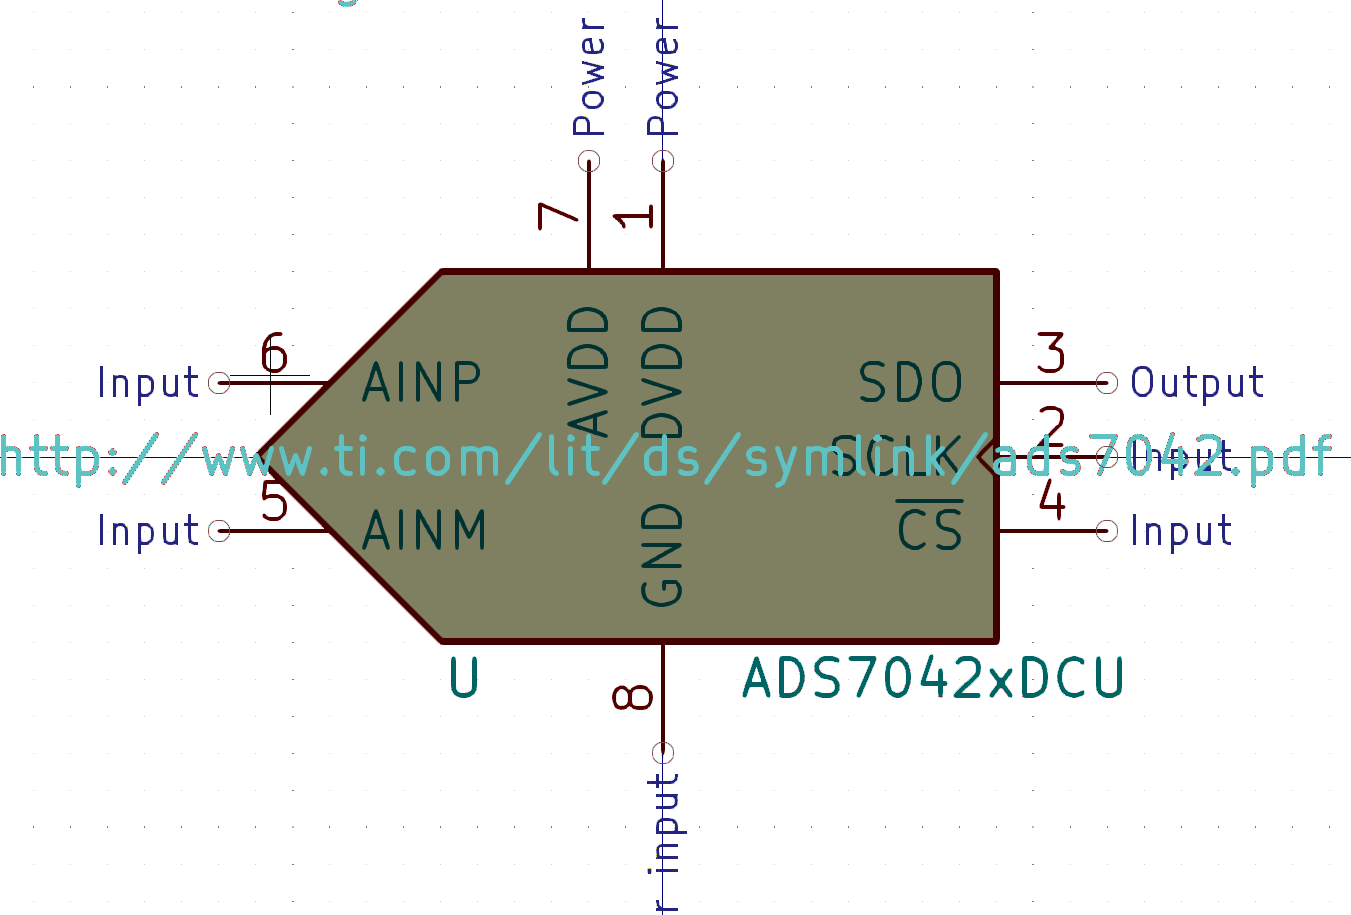 Power
Power
7
1
6
Input
AINP
AVDD
DVDD
SDO
3
Output
http://www.ti.com/lit/ds/symlink/ads7042.pdf
SCLK
2
Input
5
Input
AINM
GND
CS
4
Input
U
ADS7042xDCU
8
r input